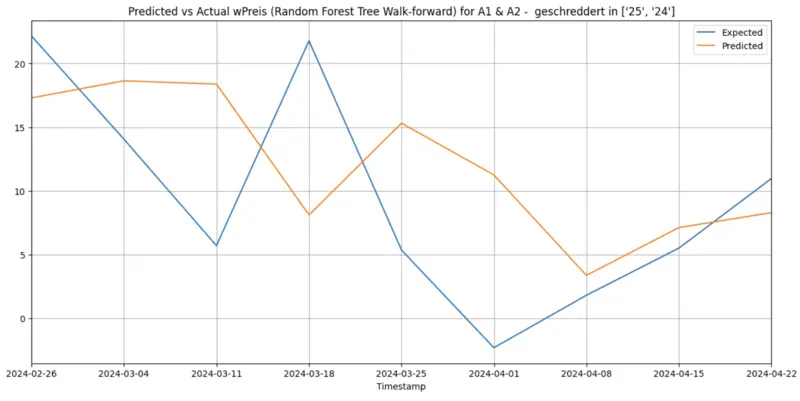 Predicted vs Actual wPreis (Random Forest Tree Walk-forward) for A1 & A2 -  geschreddert in ['25', '24']
Expected
Predicted
20
15
10
5
0
2024-02-26 2024-03-04 2024-03-11 2024-03-18 2024-03-25 2024-04-01 2024-04-08 2024-04-15 2024-04-22
Timestamp